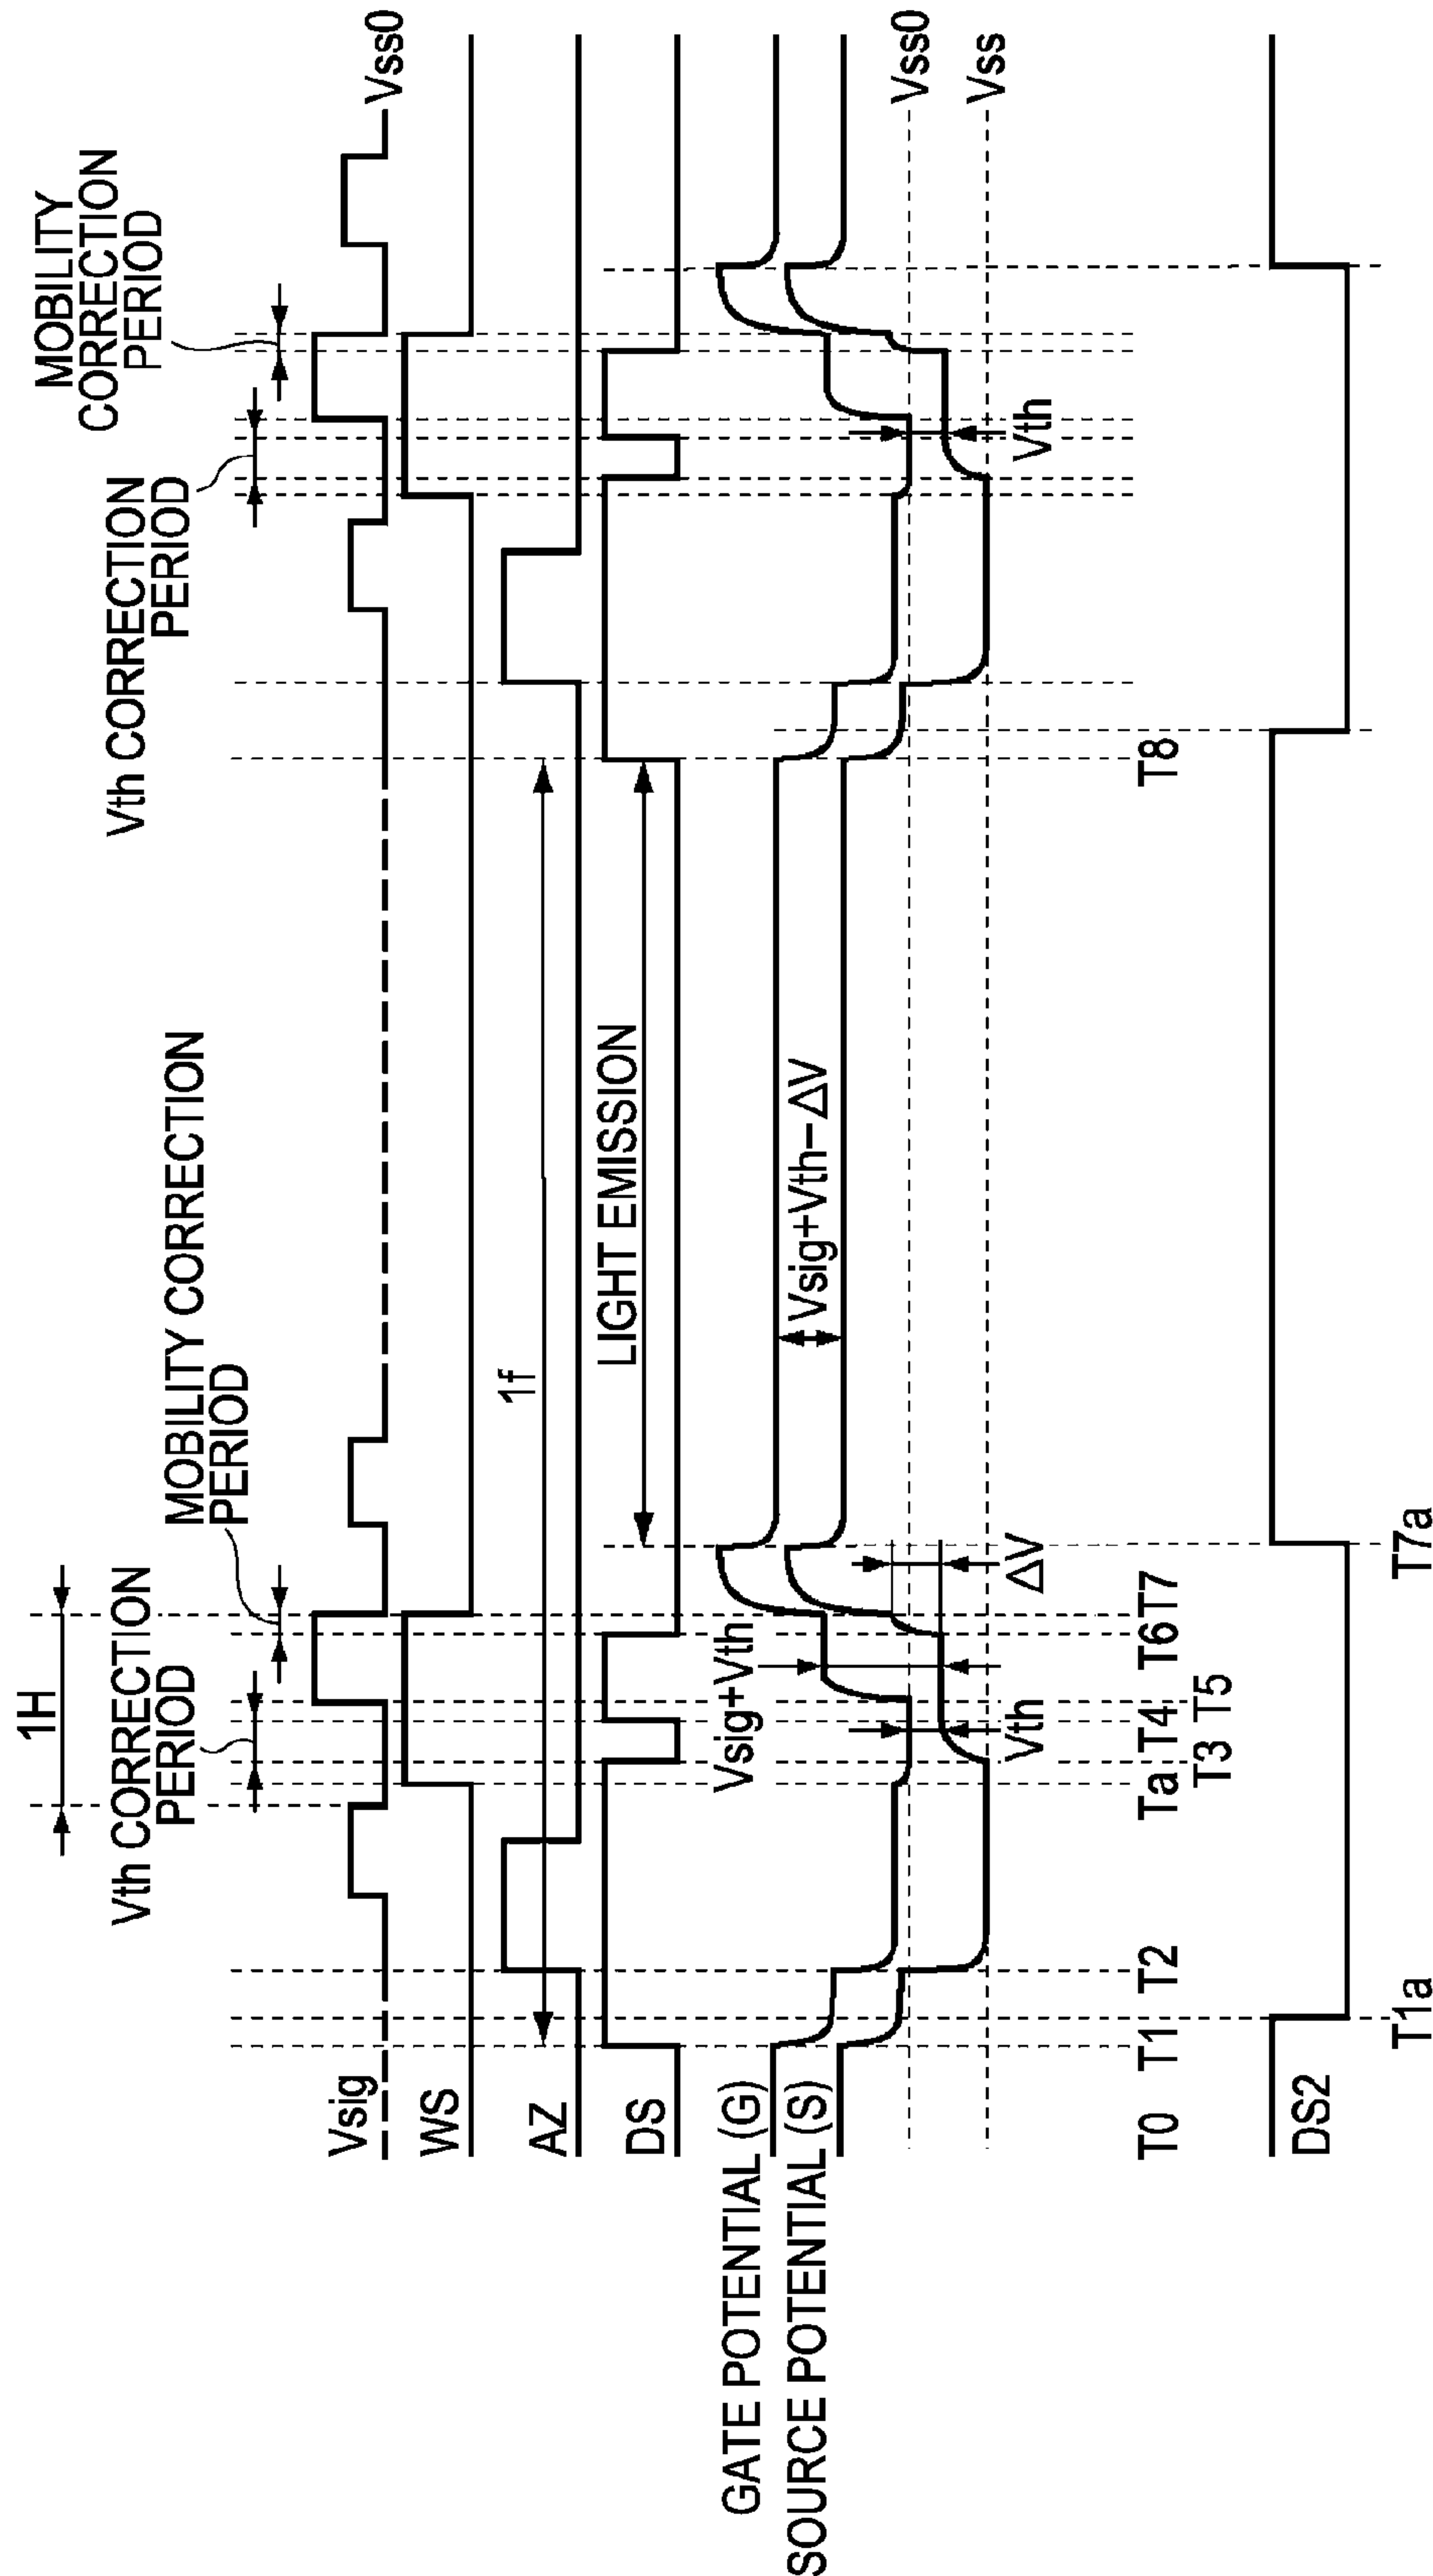 1H
Vth CORRECTION
PERIOD
MOBILITY CORRECTION
PERIOD
Vth CORRECTION
PERIOD
MOBILITY
CORRECTION
PERIOD
Vsig
Vss0
WS
AZ
1f
DS
LIGHT EMISSION
GATE POTENTIAL (G)
SOURCE POTENTIAL (S)
Vsig+Vth
Vsig+Vth−ΔV
Vth
ΔV
Vth
Vss0
Vss
T0
T1
T2
Ta
T3
T4
T5
T6
T7
T8
DS2
T1a
T7a